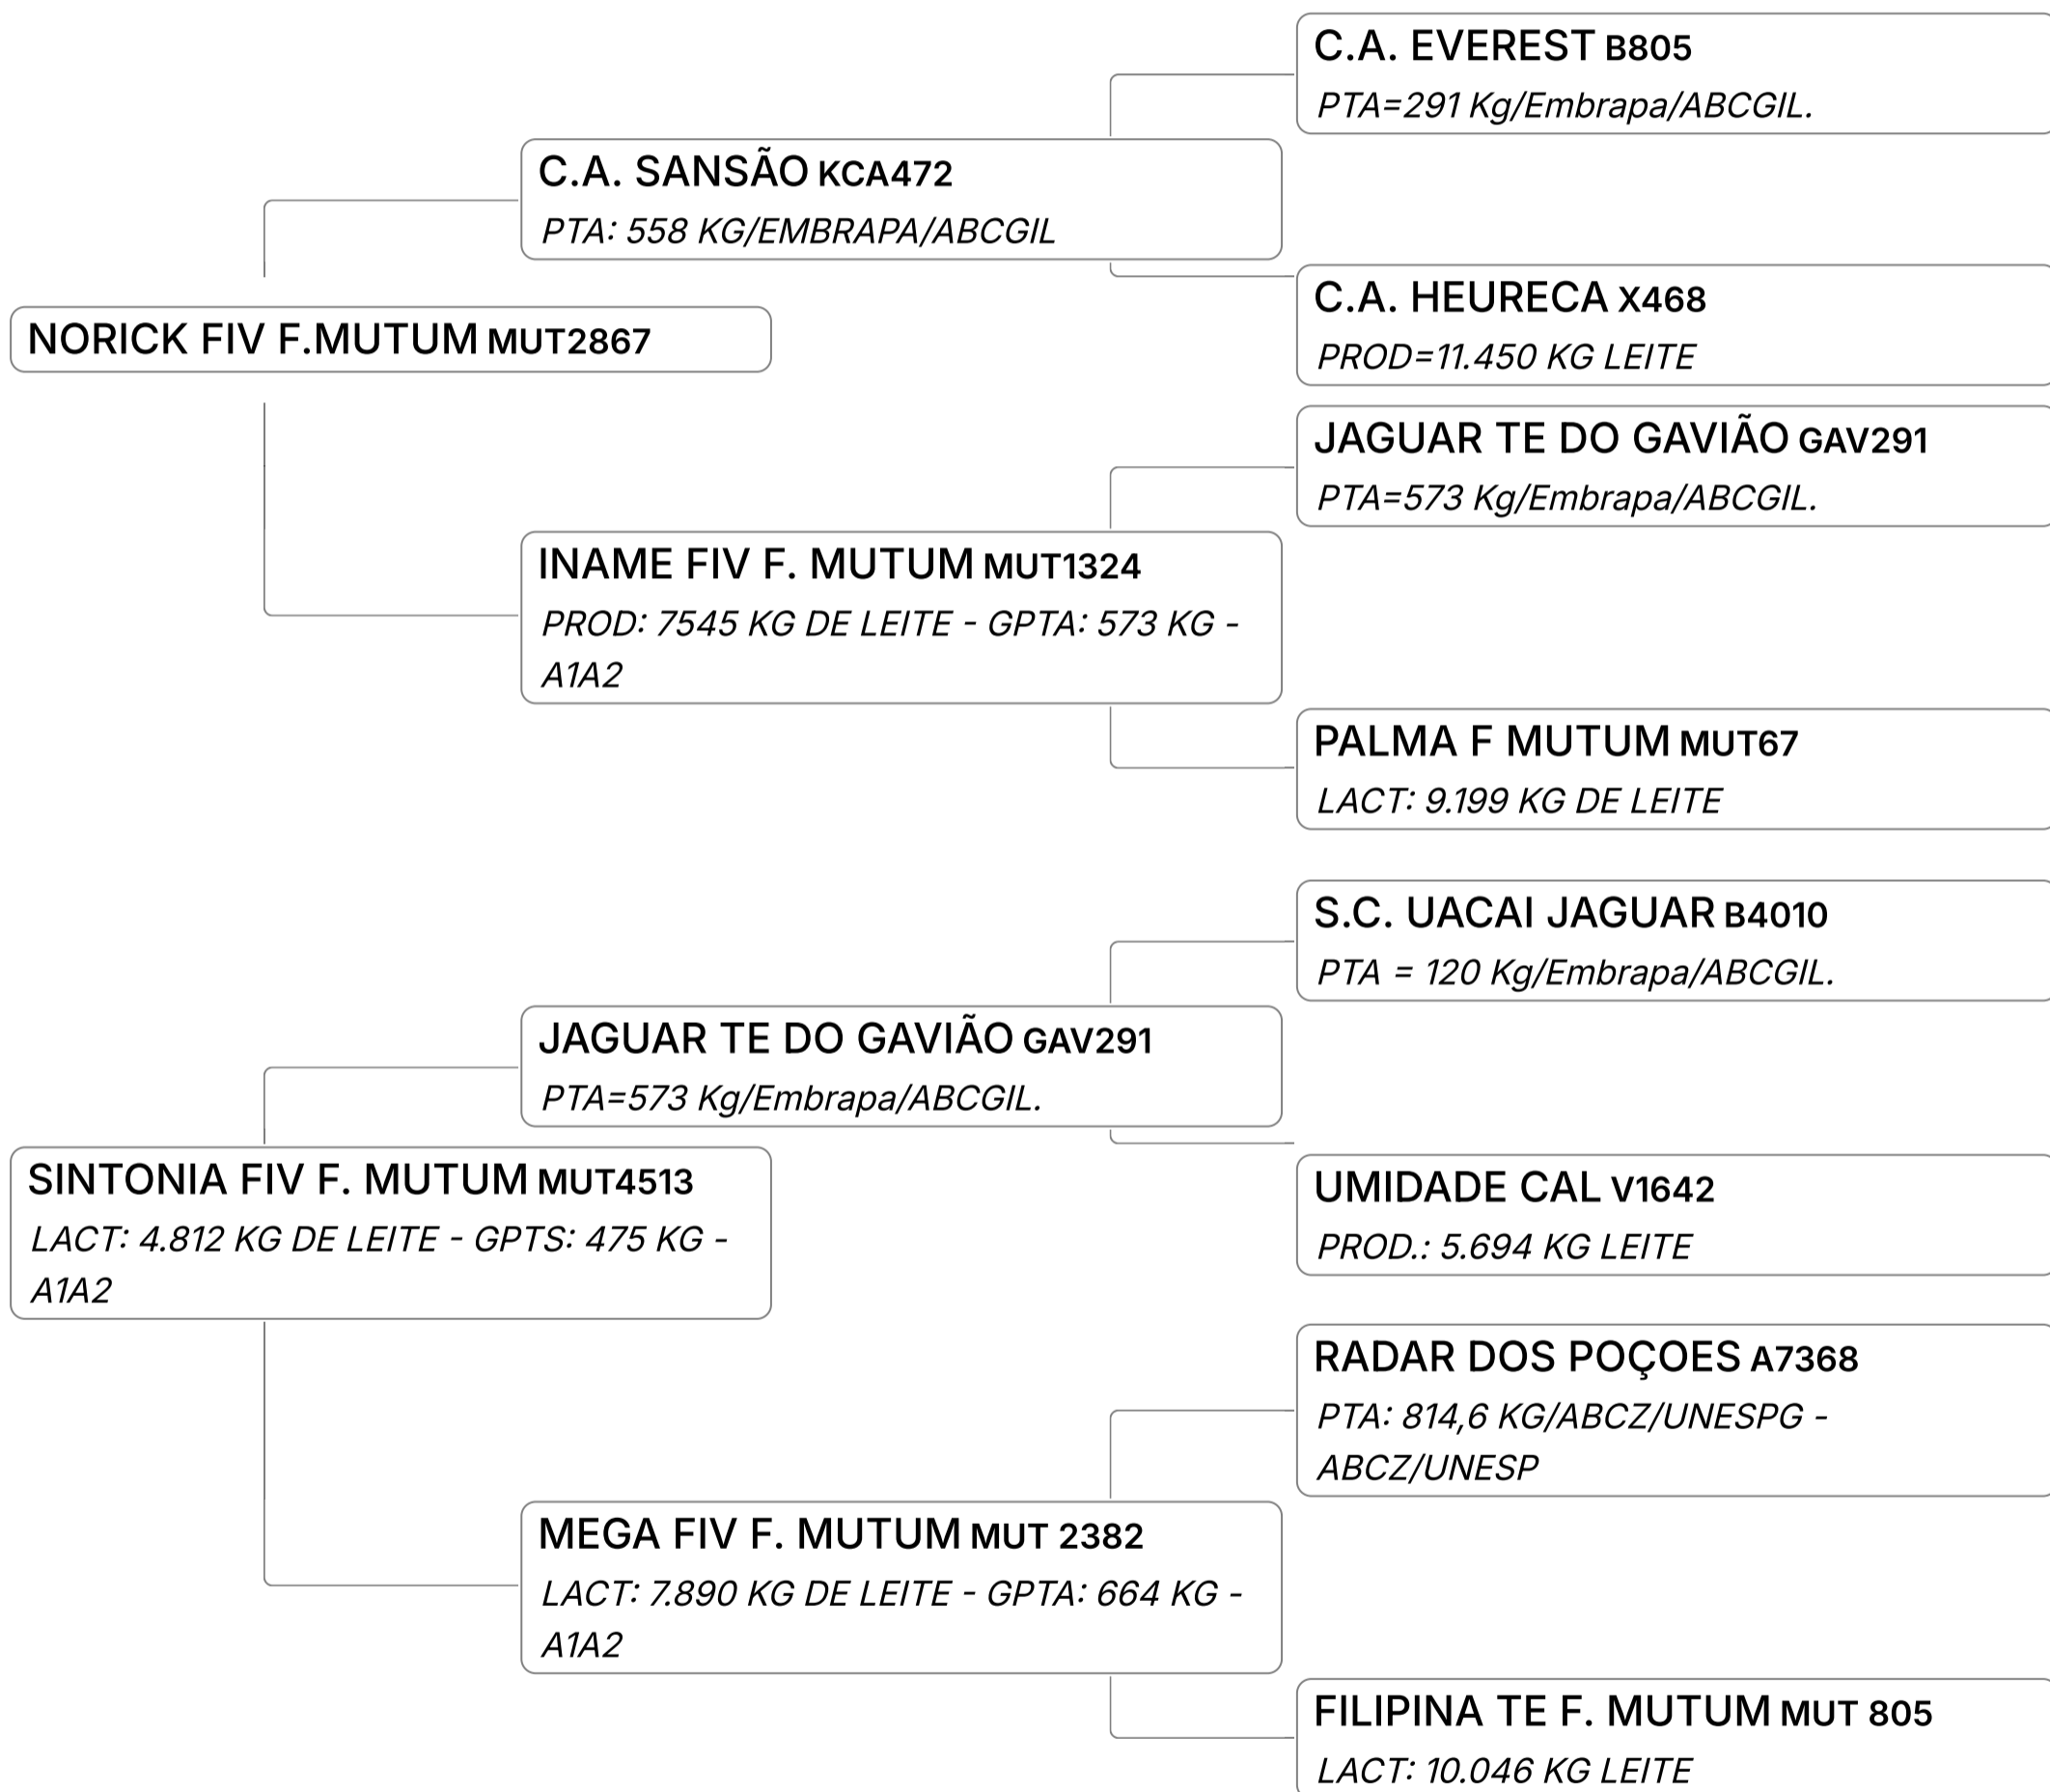 C.A. EVEREST B805
PTA=291 Kg/Embrapa/ABCGIL.
C.A. SANSÃO KCA472
PTA: 558 KG/EMBRAPA/ABCGIL
C.A. HEURECA X468
PROD=11.450 KG LEITE
NORICK FIV F.MUTUM MUT2867
JAGUAR TE DO GAVIÃO GAV291
PTA=573 Kg/Embrapa/ABCGIL.
INAME FIV F. MUTUM MUT1324
PROD: 7545 KG DE LEITE - GPTA: 573 KG -
A1A2
PALMA F MUTUM MUT67
LACT: 9.199 KG DE LEITE
S.C. UACAI JAGUAR B4010
PTA = 120 Kg/Embrapa/ABCGIL.
JAGUAR TE DO GAVIÃO GAV291
PTA=573 Kg/Embrapa/ABCGIL.
UMIDADE CAL V1642
PROD.: 5.694 KG LEITE
SINTONIA FIV F. MUTUM MUT4513
LACT: 4.812 KG DE LEITE - GPTS: 475 KG -
A1A2
RADAR DOS POÇOES A7368
PTA: 814,6 KG/ABCZ/UNESPG -
ABCZ/UNESP
MEGA FIV F. MUTUM MUT 2382
LACT: 7.890 KG DE LEITE - GPTA: 664 KG -
A1A2
FILIPINA TE F. MUTUM MUT 805
LACT: 10.046 KG LEITE